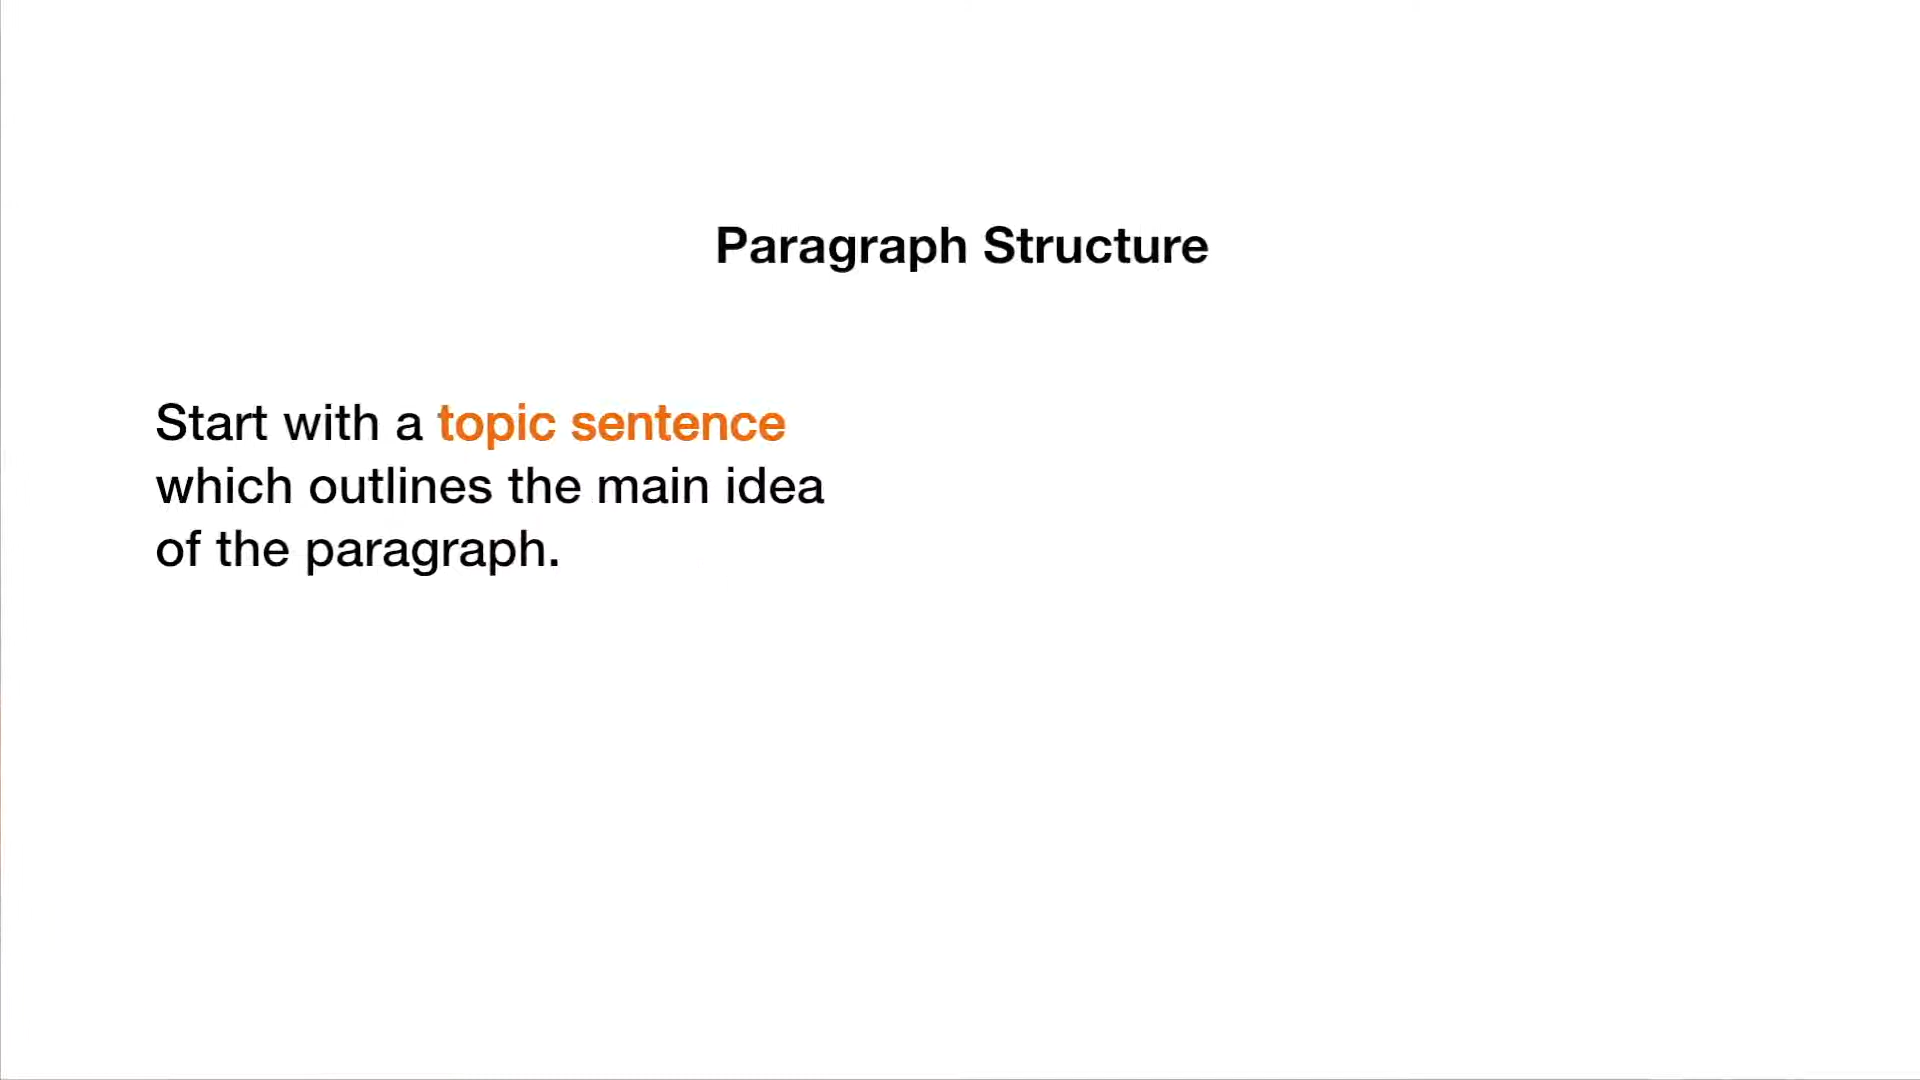 Paragraph Structure
Start with a topic sentence
which outlines the main idea
of the paragraph.